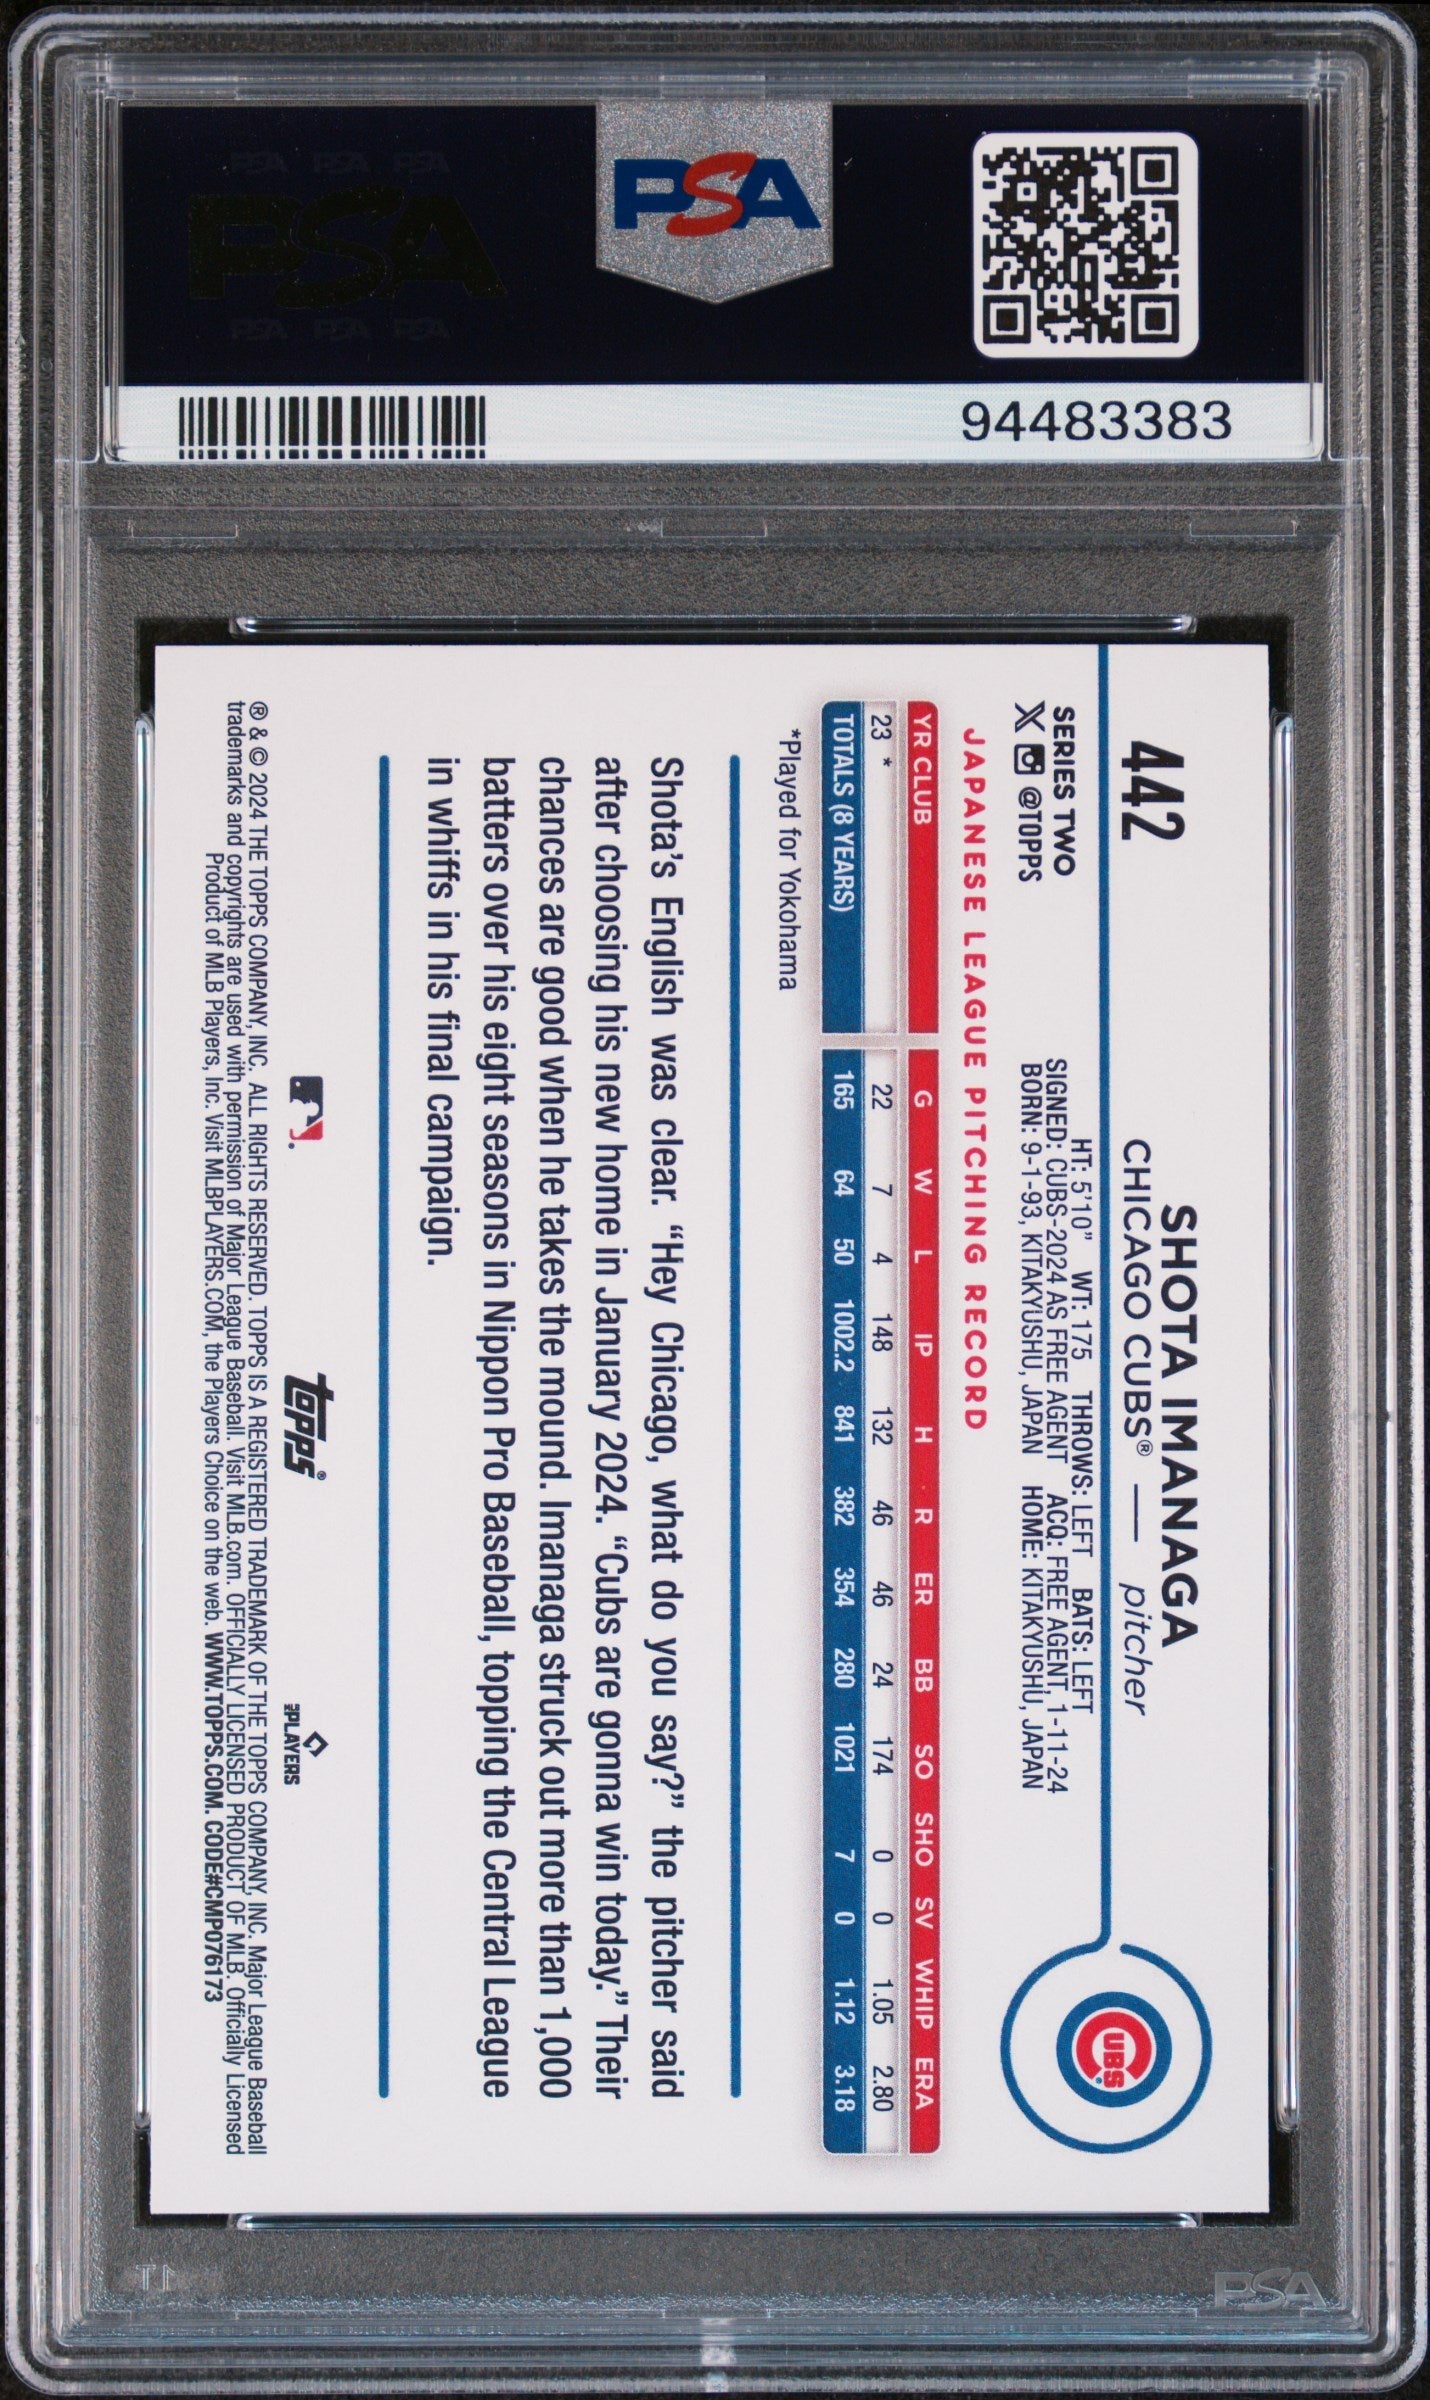 PSA PSA PSA
PSA
PSA PSA PSA
PSA
94483383
442
SHOTA IMANAGA
CHICAGO CUBS® — pitcher
SERIES TWO
X @TOPPS
HT: 5'10" WT: 175 THROWS: LEFT BATS: LEFT
SIGNED: CUBS-2024 AS FREE AGENT ACQ: FREE AGENT, 1-11-24
BORN: 9-1-93, KITAKYUSHU, JAPAN HOME: KITAKYUSHU, JAPAN
CUBS
JAPANESE LEAGUE PITCHING RECORD
YR CLUB G W L IP H R ER BB SO SHO SV WHIP ERA
23 * 22 7 4 148 132 46 46 24 174 0 0 1.05 2.80
TOTALS (8 YEARS) 165 64 50 1002.2 841 382 354 280 1021 7 0 1.12 3.18
*Played for Yokohama
Shota's English was clear. “Hey Chicago, what do you say?” the pitcher said
after choosing his new home in January 2024. “Cubs are gonna win today.” Their
chances are good when he takes the mound. Imanaga struck out more than 1,000
batters over his eight seasons in Nippon Pro Baseball, topping the Central League
in whiffs in his final campaign.
topps®
PLAYERS
® & © 2024 THE TOPPS COMPANY, INC. ALL RIGHTS RESERVED. TOPPS IS A REGISTERED TRADEMARK OF THE TOPPS COMPANY, INC. Major League Baseball
trademarks and copyrights are used with permission of Major League Baseball. Visit MLB.com. OFFICIALLY LICENSED PRODUCT OF MLB. Officially Licensed
Product of MLB Players, Inc. Visit MLBPLAYERS.COM, the Players Choice on the web. WWW.TOPPS.COM. CODE#CMP076173
PSA